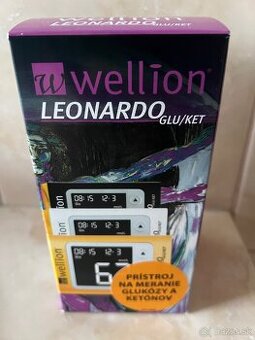 w wellion®
LEONARDO GLU/KET
08:15 12-3
08:15 12-3
08:15 12-3
wellion
PRÍSTROJ
NA MERANIE
GLUKÓZY A
KETÓNOV